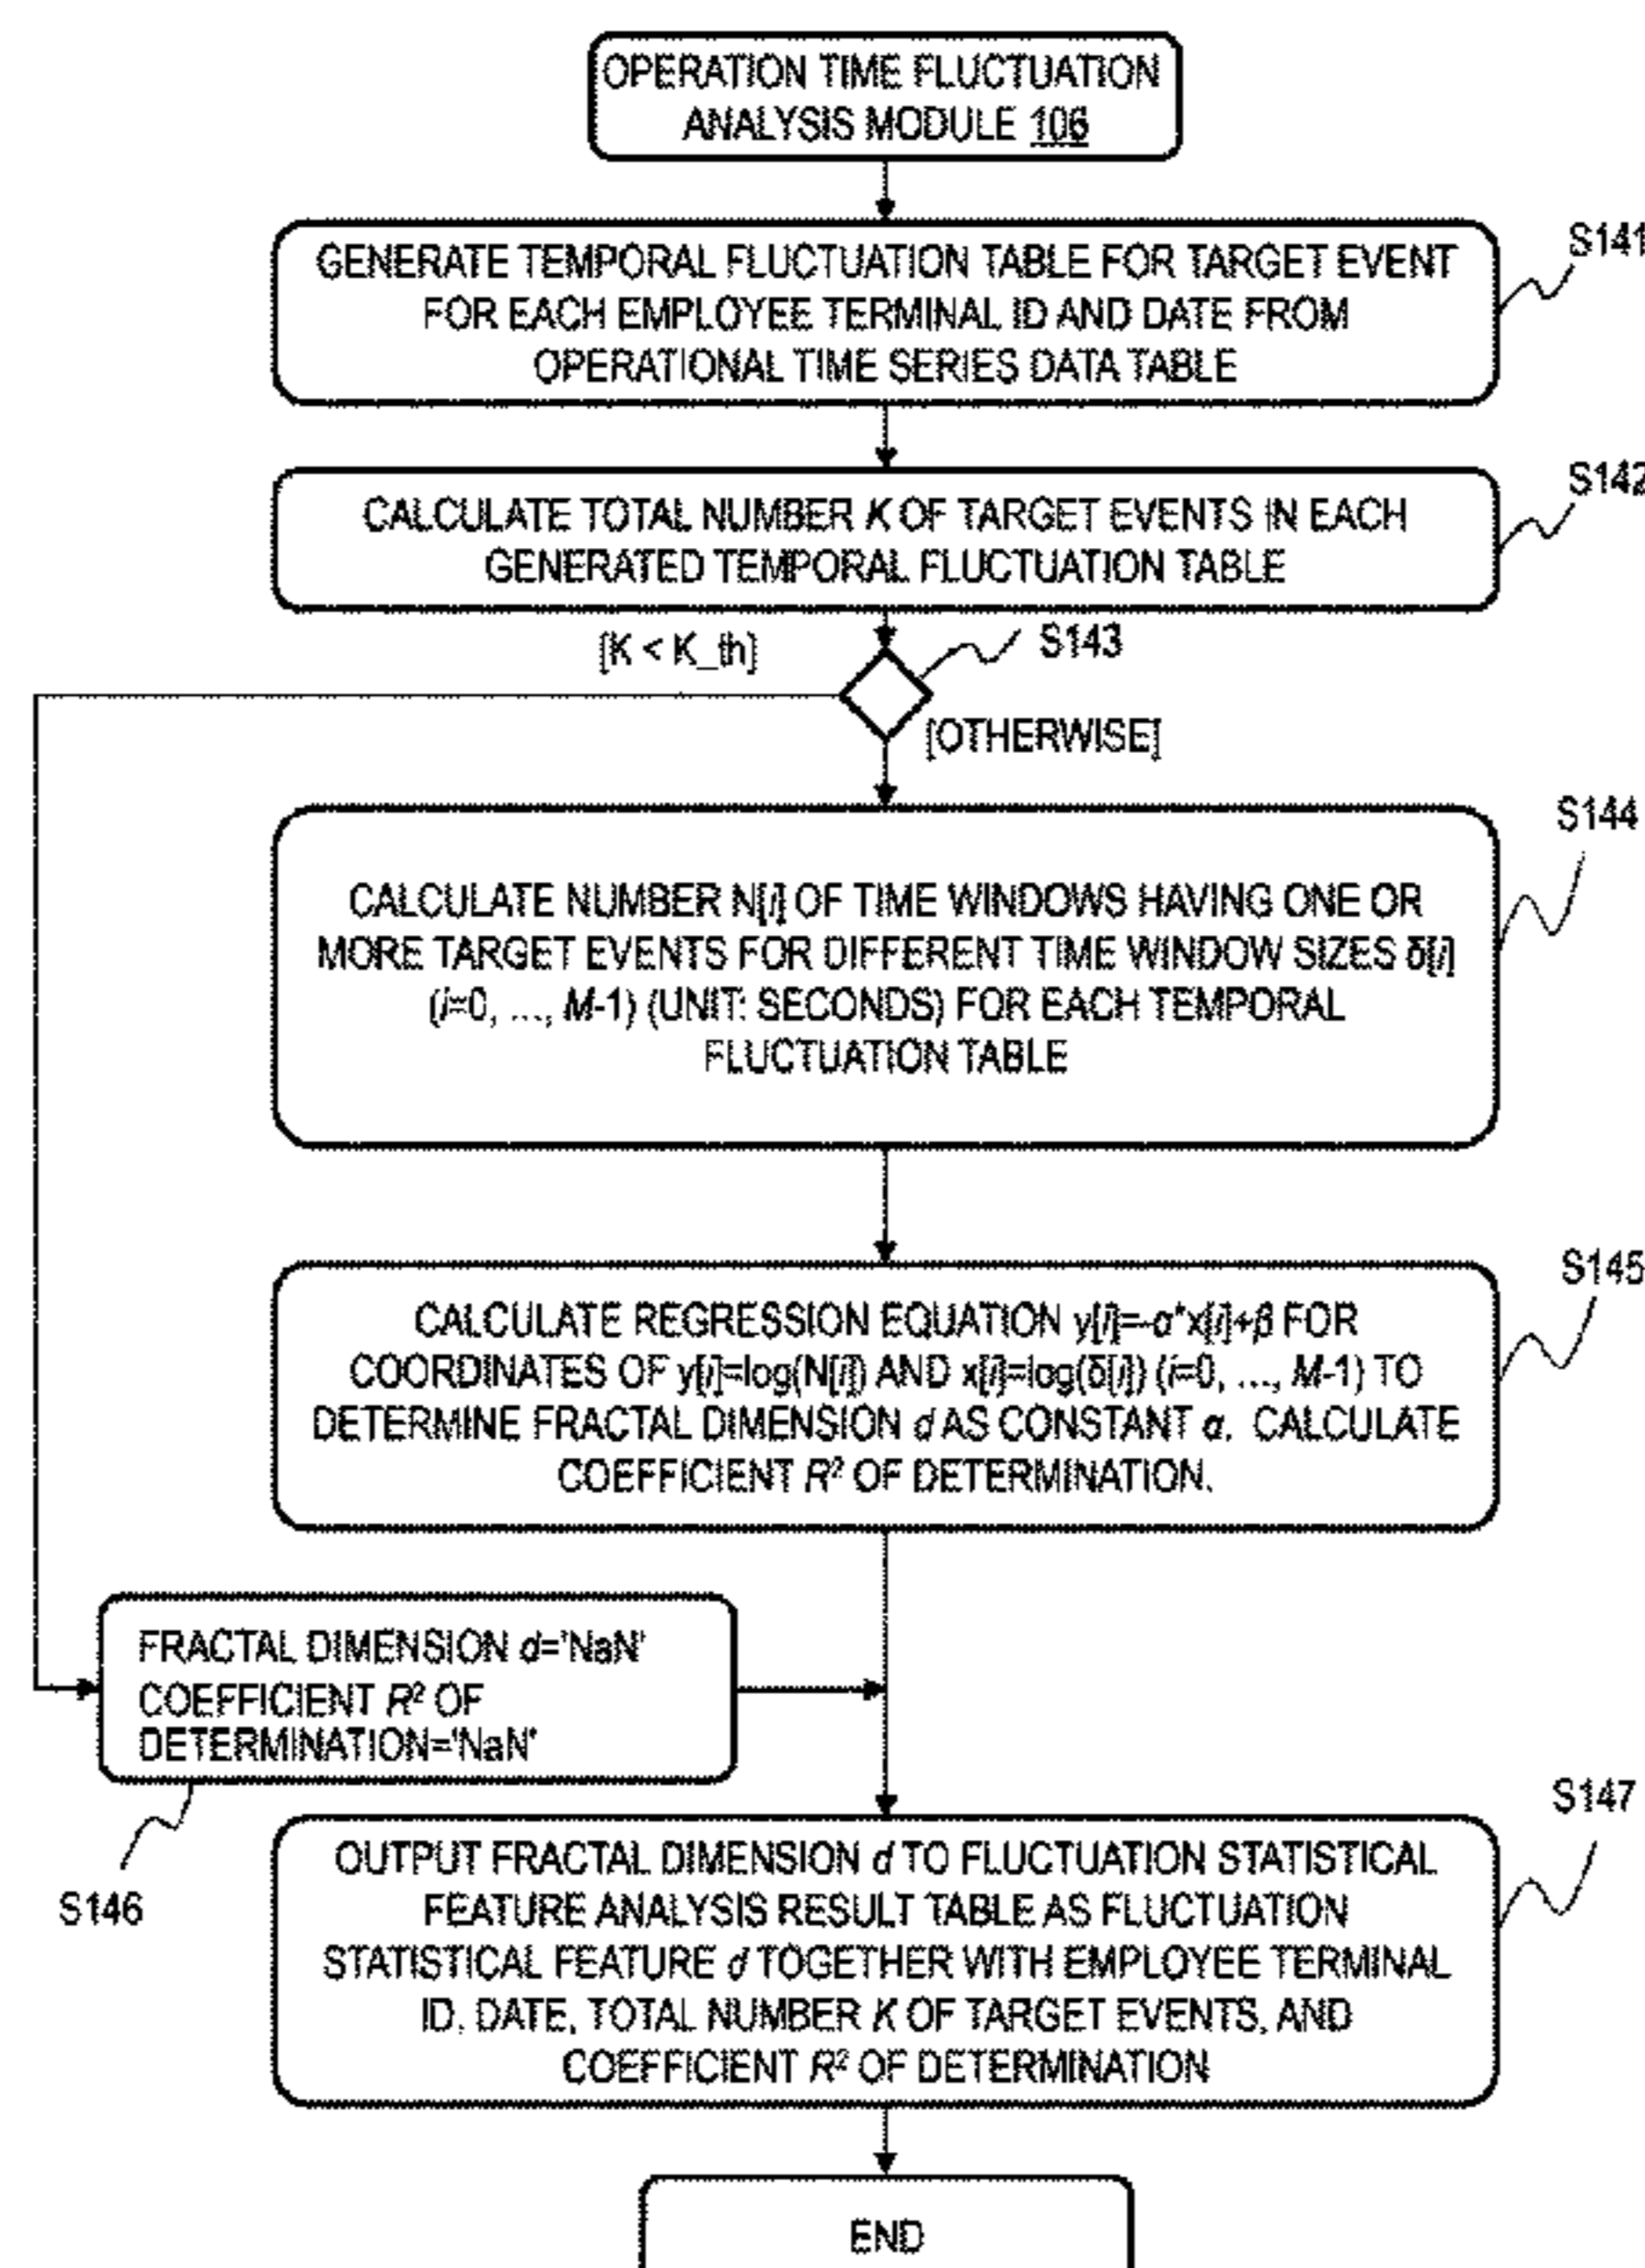 OPERATION TIME FLUCTUATION
ANALYSIS MODULE 106
GENERATE TEMPORAL FLUCTUATION TABLE FOR TARGET EVENT
FOR EACH EMPLOYEE TERMINAL ID AND DATE FROM
OPERATIONAL TIME SERIES DATA TABLE
S141
CALCULATE TOTAL NUMBER K OF TARGET EVENTS IN EACH
GENERATED TEMPORAL FLUCTUATION TABLE
S142
[K < K_th]
S143
[OTHERWISE]
CALCULATE NUMBER N[i] OF TIME WINDOWS HAVING ONE OR
MORE TARGET EVENTS FOR DIFFERENT TIME WINDOW SIZES δ[i]
(i=0, ..., M-1) (UNIT: SECONDS) FOR EACH TEMPORAL
FLUCTUATION TABLE
S144
CALCULATE REGRESSION EQUATION y[i]=-α*x[i]+β FOR
COORDINATES OF y[i]=log(N[i]) AND x[i]=log(δ[i]) (i=0, ..., M-1) TO
DETERMINE FRACTAL DIMENSION d AS CONSTANT α. CALCULATE
COEFFICIENT R² OF DETERMINATION.
S145
FRACTAL DIMENSION d='NaN'
COEFFICIENT R² OF
DETERMINATION='NaN'
S146
OUTPUT FRACTAL DIMENSION d TO FLUCTUATION STATISTICAL
FEATURE ANALYSIS RESULT TABLE AS FLUCTUATION
STATISTICAL FEATURE d TOGETHER WITH EMPLOYEE TERMINAL
ID, DATE, TOTAL NUMBER K OF TARGET EVENTS, AND
COEFFICIENT R² OF DETERMINATION
S147
END